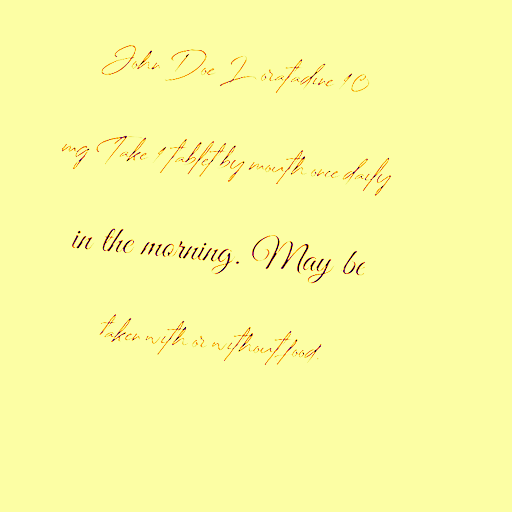 John Doe Loratadine 10
mg Take 1 tablet by mouth once daily
in the morning. May be
taken with or without food.